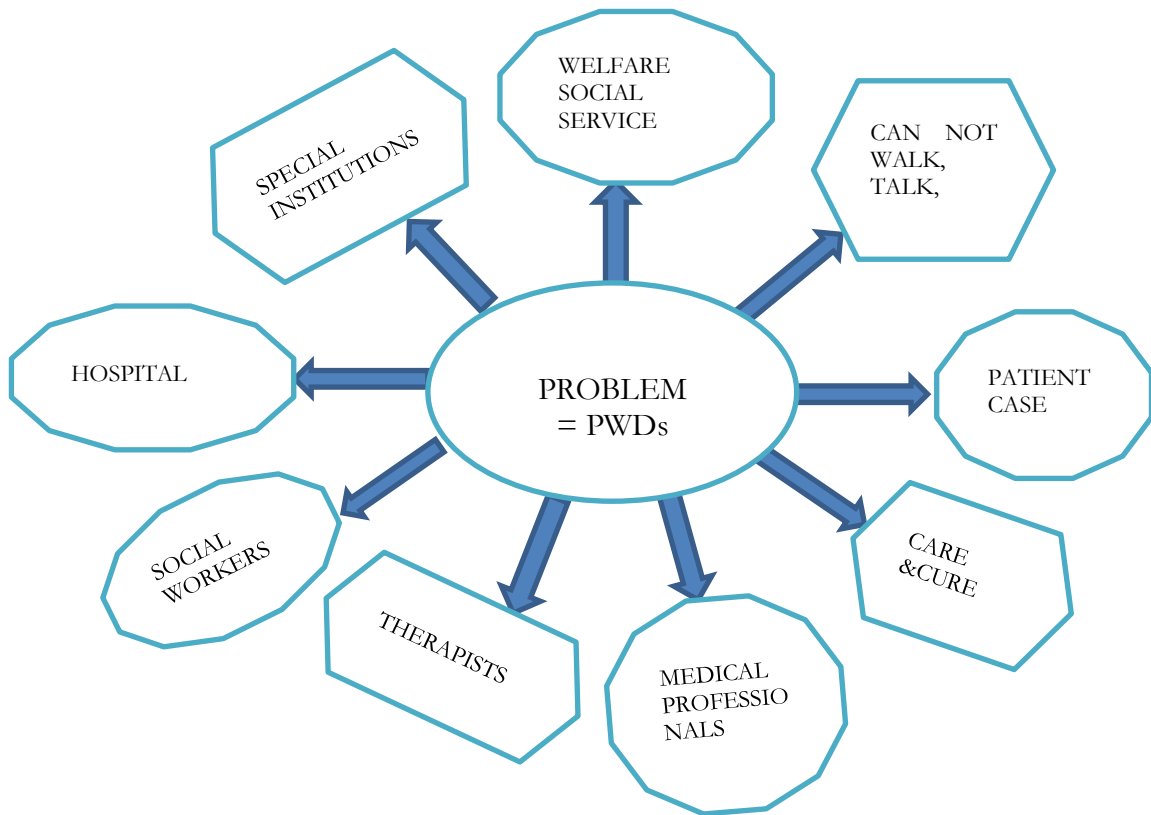 WELFARE
SOCIAL
SERVICE
CAN NOT
WALK,
TALK,
SPECIAL
INSTITUTIONS
HOSPITAL
PROBLEM
= PWDs
PATIENT
CASE
SOCIAL
WORKERS
THERAPISTS
MEDICAL
PROFESSIO
NALS
CARE
&CURE